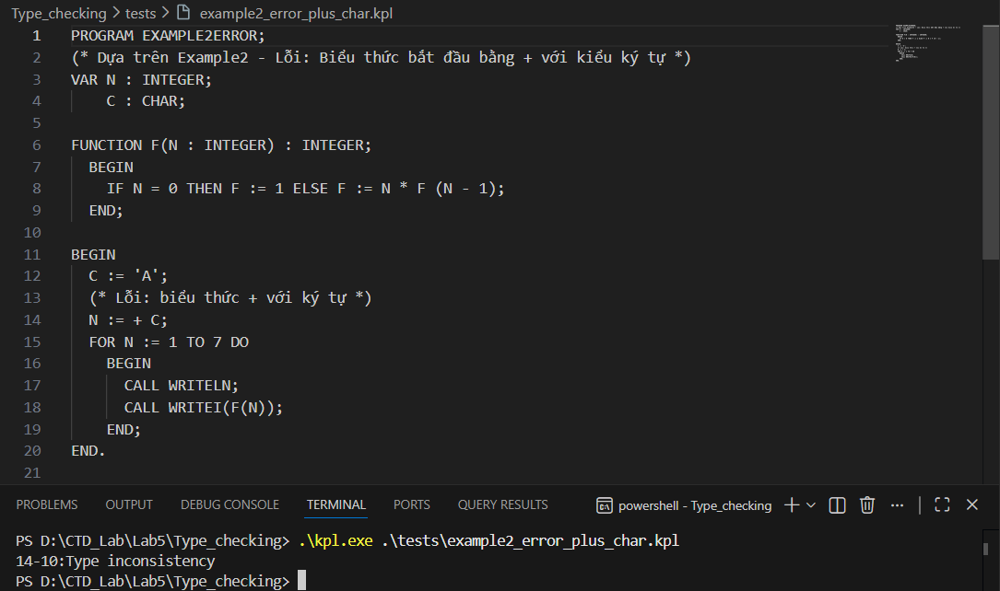 Type_checking > tests > example2_error_plus_char.kpl
1 PROGRAM EXAMPLE2ERROR;
2 (* Dựa trên Example2 - Lỗi: Biểu thức bắt đầu bằng + với kiểu ký tự *)
3 VAR N : INTEGER;
4     C : CHAR;
5
6 FUNCTION F(N : INTEGER) : INTEGER;
7   BEGIN
8     IF N = 0 THEN F := 1 ELSE F := N * F (N - 1);
9   END;
10
11 BEGIN
12   C := 'A';
13   (* Lỗi: biểu thức + với ký tự *)
14   N := + C;
15   FOR N := 1 TO 7 DO
16     BEGIN
17       CALL WRITELN;
18       CALL WRITEI(F(N));
19     END;
20 END.
21
PROBLEMS OUTPUT DEBUG CONSOLE TERMINAL PORTS QUERY RESULTS powershell - Type_checking
PS D:\CTD_Lab\Lab5\Type_checking> .\kpl.exe .\tests\example2_error_plus_char.kpl
14-10:Type inconsistency
PS D:\CTD_Lab\Lab5\Type_checking>